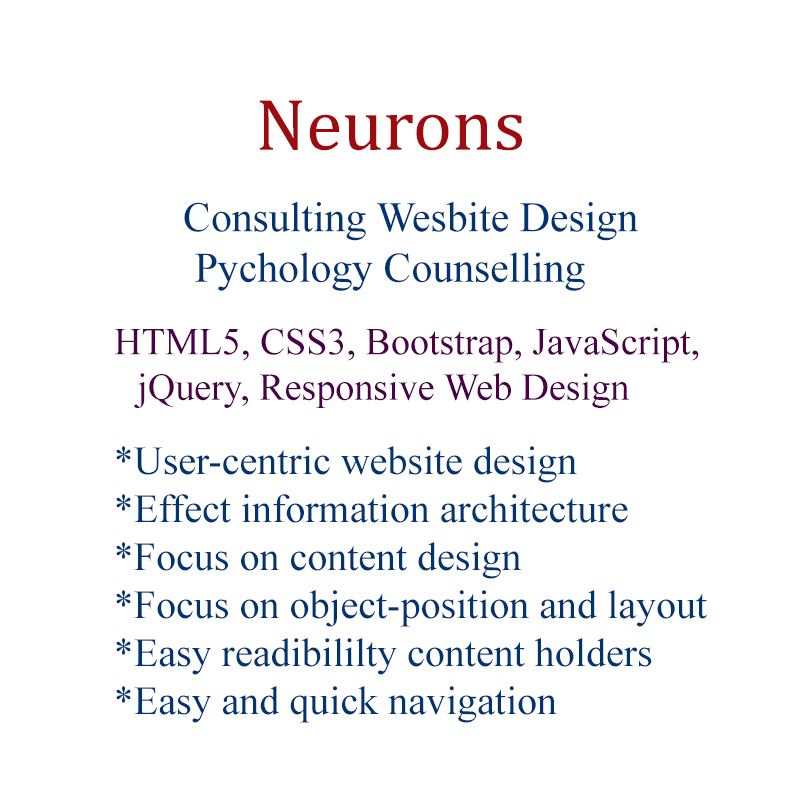 Neurons
Consulting Wesbite Design
Pychology Counselling
HTML5, CSS3, Bootstrap, JavaScript,
jQuery, Responsive Web Design
*User-centric website design
*Effect information architecture
*Focus on content design
*Focus on object-position and layout
*Easy readibililty content holders
*Easy and quick navigation